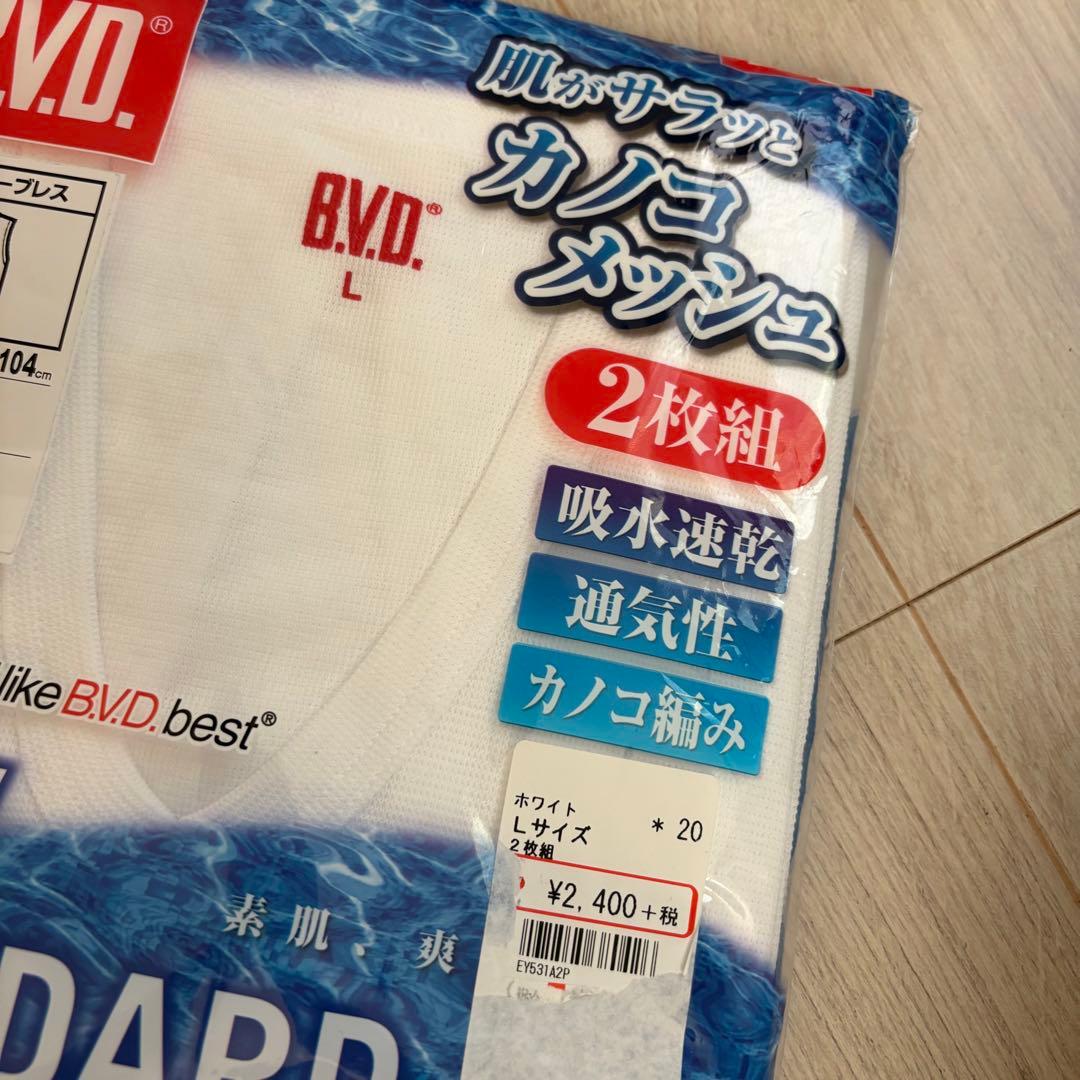 B.V.D.®
ーブレス
104cm
B.V.D.®
L
肌がサラッと
カノコ
メッシュ
2枚組
吸水速乾
通気性
カノコ編み
like B.V.D. best®
ホワイト
Lサイズ
* 20
2枚組
¥2,400+税
EY531A2P
素肌、爽
DARD